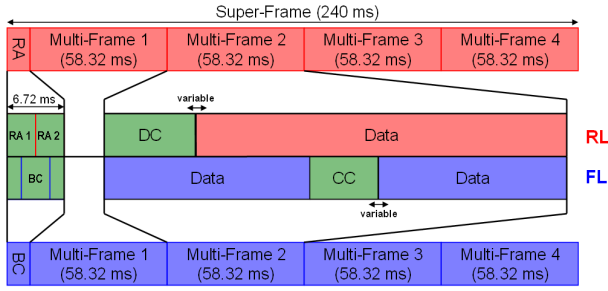 Super-Frame (240 ms)
RA
Multi-Frame 1
(58.32 ms)
Multi-Frame 2
(58.32 ms)
Multi-Frame 3
(58.32 ms)
Multi-Frame 4
(58.32 ms)
6.72 ms
variable
RA 1
RA 2
DC
Data
RL
BC
Data
CC
Data
FL
variable
BC
Multi-Frame 1
(58.32 ms)
Multi-Frame 2
(58.32 ms)
Multi-Frame 3
(58.32 ms)
Multi-Frame 4
(58.32 ms)